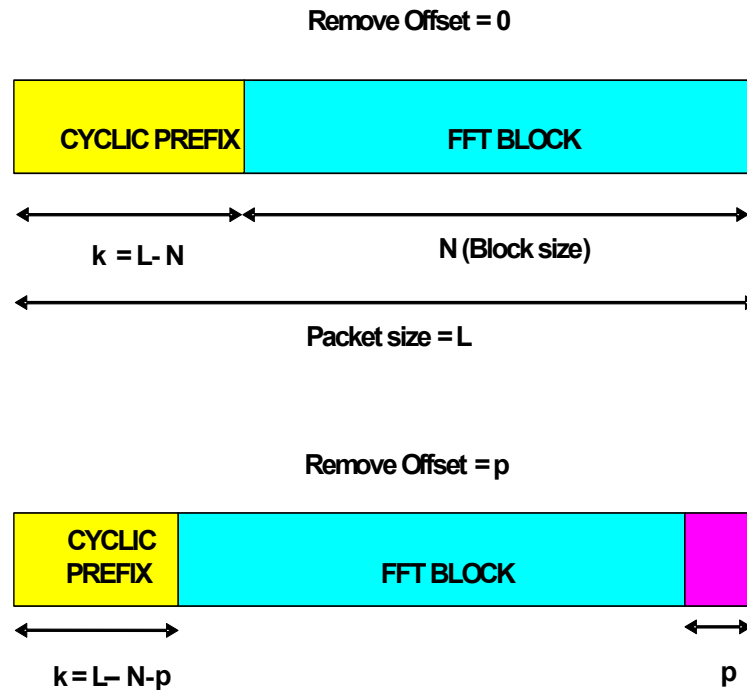 Remove Offset = 0
CYCLIC PREFIX
FFT BLOCK
k = L- N
N (Block size)
Packet size = L
Remove Offset = p
CYCLIC
PREFIX
FFT BLOCK
k = L– N-p
p